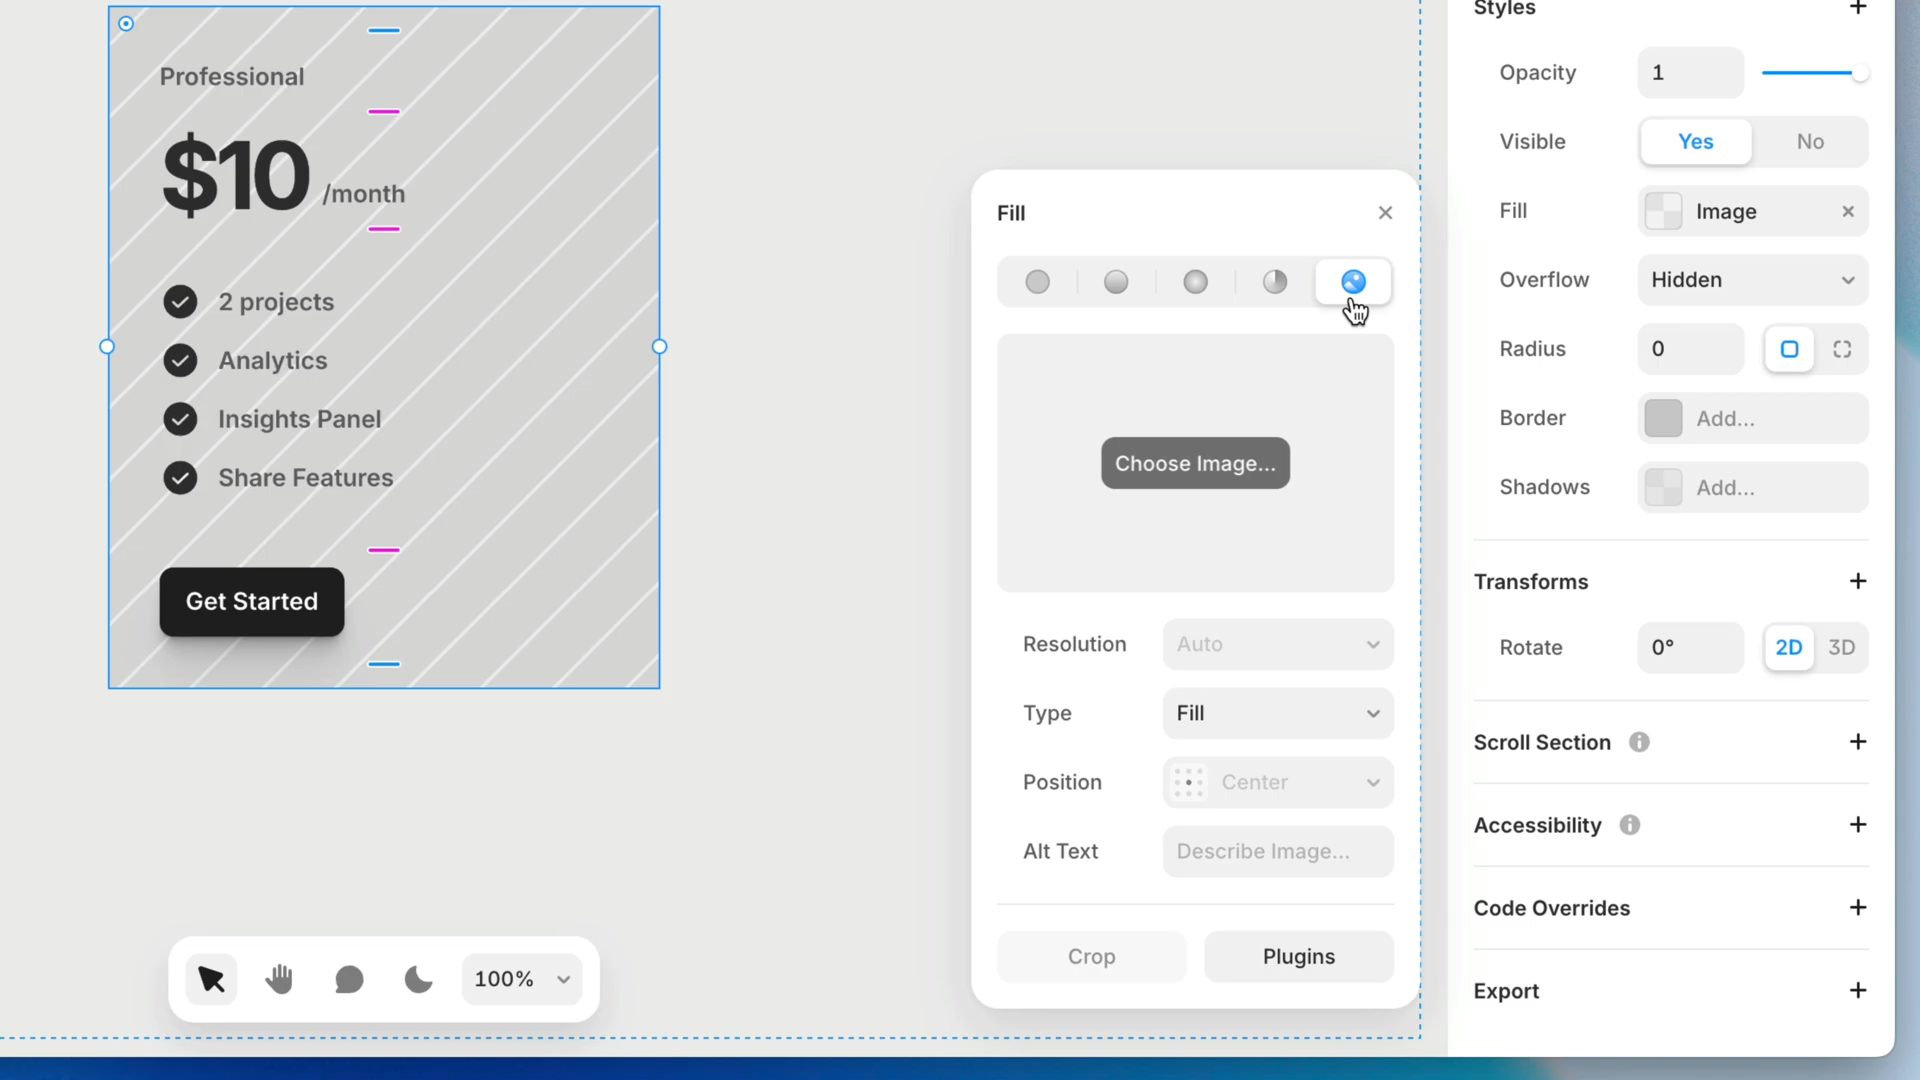 Professional
$10 /month
2 projects
Analytics
Insights Panel
Share Features
Get Started
100%
Fill
Choose Image...
Resolution Auto
Type Fill
Position Center
Alt Text Describe Image...
Crop Plugins
Styles
Opacity 1
Visible Yes No
Fill Image
Overflow Hidden
Radius 0
Border Add...
Shadows Add...
Transforms
Rotate 0° 2D 3D
Scroll Section
Accessibility
Code Overrides
Export